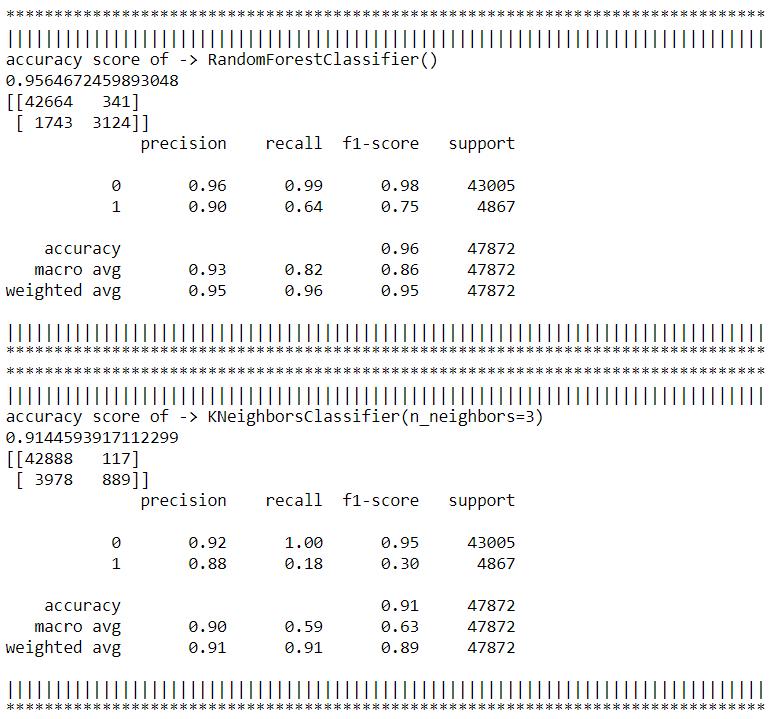 *******************************************************************************
||||||||||||||||||||||||||||||||||||||||||||||||||||||||||||||||||||||||||||||
accuracy score of -> RandomForestClassifier()
0.9564672459893048
[[42664   341]
 [ 1743  3124]]
              precision    recall  f1-score   support

           0       0.96      0.99      0.98     43005
           1       0.90      0.64      0.75      4867

    accuracy                           0.96     47872
   macro avg       0.93      0.82      0.86     47872
weighted avg       0.95      0.96      0.95     47872

||||||||||||||||||||||||||||||||||||||||||||||||||||||||||||||||||||||||||||||
*******************************************************************************
*******************************************************************************
||||||||||||||||||||||||||||||||||||||||||||||||||||||||||||||||||||||||||||||
accuracy score of -> KNeighborsClassifier(n_neighbors=3)
0.9144593917112299
[[42888   117]
 [ 3978   889]]
              precision    recall  f1-score   support

           0       0.92      1.00      0.95     43005
           1       0.88      0.18      0.30      4867

    accuracy                           0.91     47872
   macro avg       0.90      0.59      0.63     47872
weighted avg       0.91      0.91      0.89     47872

||||||||||||||||||||||||||||||||||||||||||||||||||||||||||||||||||||||||||||||
*******************************************************************************